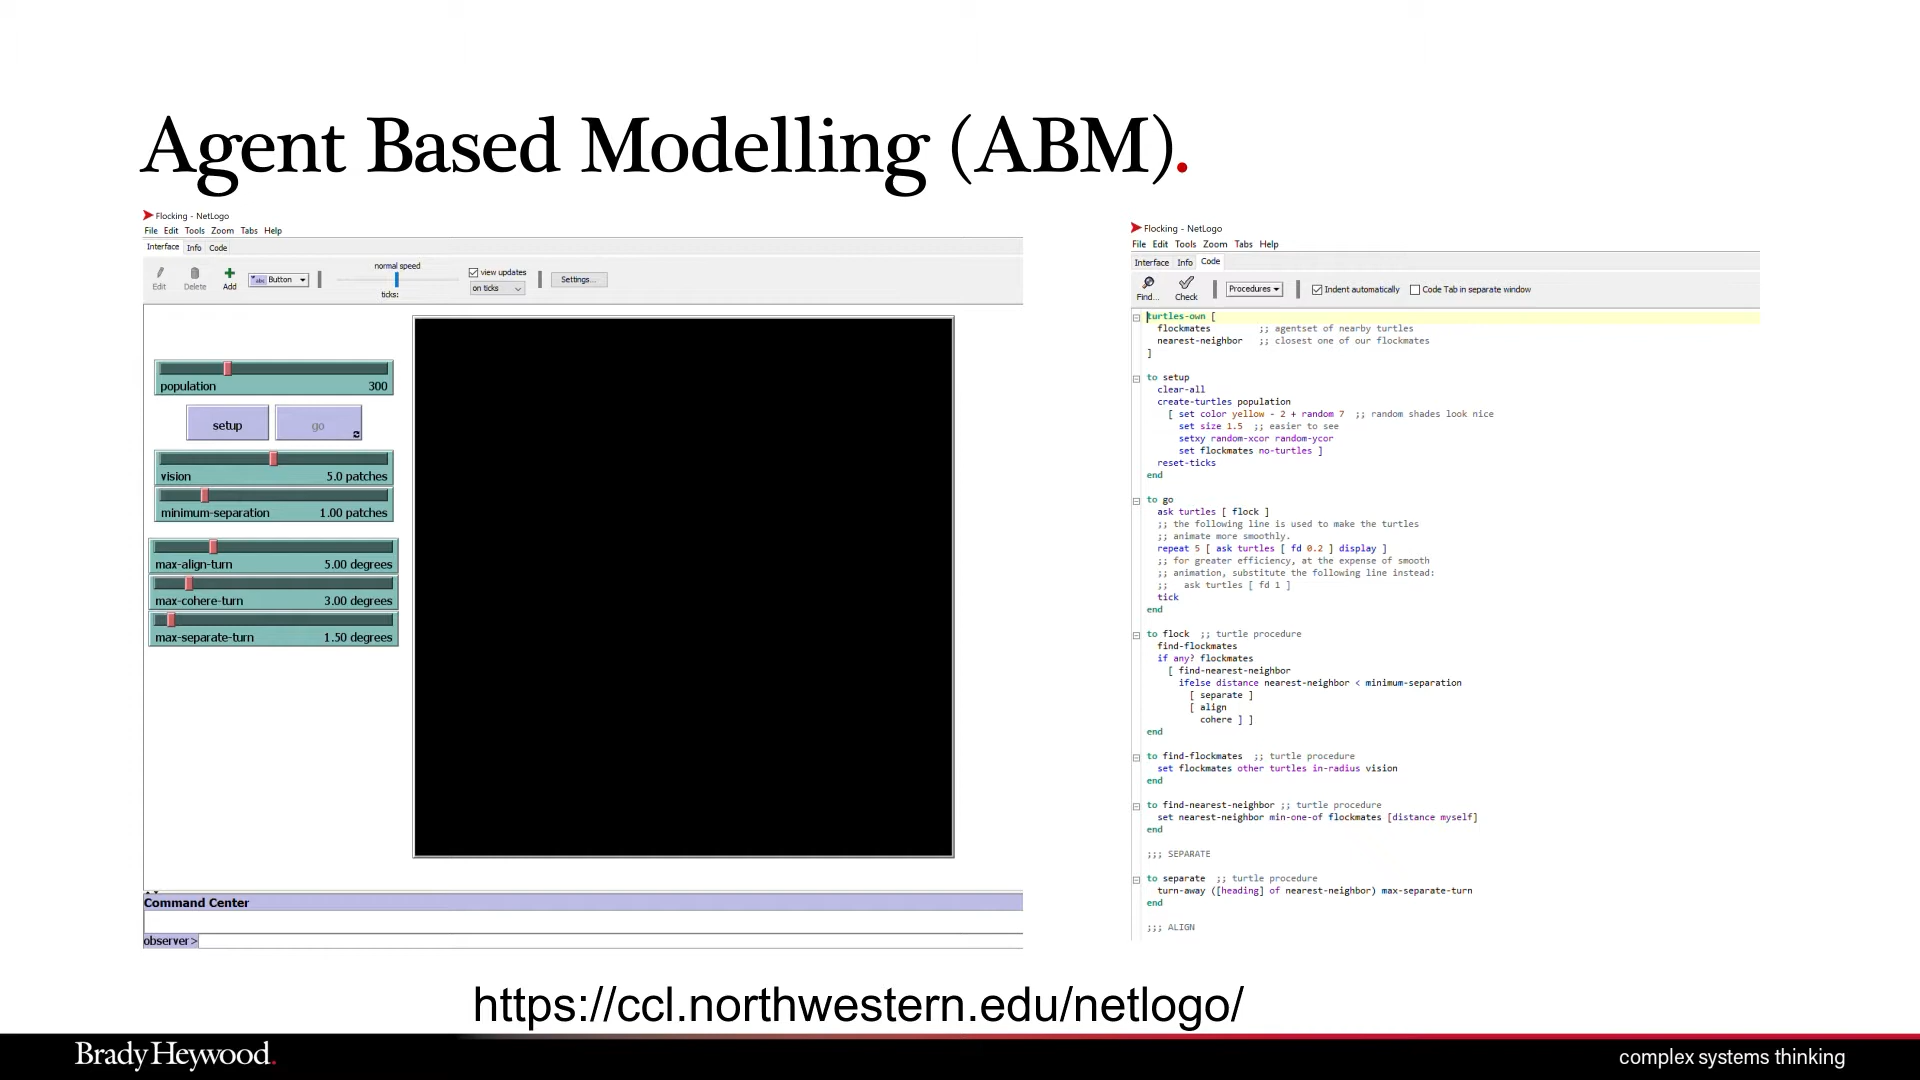 Agent Based Modelling (ABM).
Flocking - NetLogo
File Edit Tools Zoom Tabs Help
Interface Info Code
Edit Delete Add abc Button normal speed ticks: view updates on ticks Settings...
population 300
setup go
vision 5.0 patches
minimum-separation 1.00 patches
max-align-turn 5.00 degrees
max-cohere-turn 3.00 degrees
max-separate-turn 1.50 degrees
Command Center
observer>
Flocking - NetLogo
File Edit Tools Zoom Tabs Help
Interface Info Code
Find... Check Procedures Indent automatically Code Tab in separate window
turtles-own [
flockmates ;; agentset of nearby turtles
nearest-neighbor ;; closest one of our flockmates
]
to setup
clear-all
create-turtles population
[ set color yellow - 2 + random 7 ;; random shades look nice
set size 1.5 ;; easier to see
setxy random-xcor random-ycor
set flockmates no-turtles ]
reset-ticks
end
to go
ask turtles [ flock ]
;; the following line is used to make the turtles
;; animate more smoothly.
repeat 5 [ ask turtles [ fd 0.2 ] display ]
;; for greater efficiency, at the expense of smooth
;; animation, substitute the following line instead:
;; ask turtles [ fd 1 ]
tick
end
to flock ;; turtle procedure
find-flockmates
if any? flockmates
[ find-nearest-neighbor
ifelse distance nearest-neighbor < minimum-separation
[ separate ]
[ align
cohere ] ]
end
to find-flockmates ;; turtle procedure
set flockmates other turtles in-radius vision
end
to find-nearest-neighbor ;; turtle procedure
set nearest-neighbor min-one-of flockmates [distance myself]
end
;;; SEPARATE
to separate ;; turtle procedure
turn-away ([heading] of nearest-neighbor) max-separate-turn
end
;;; ALIGN
https://ccl.northwestern.edu/netlogo/
Brady Heywood.
complex systems thinking